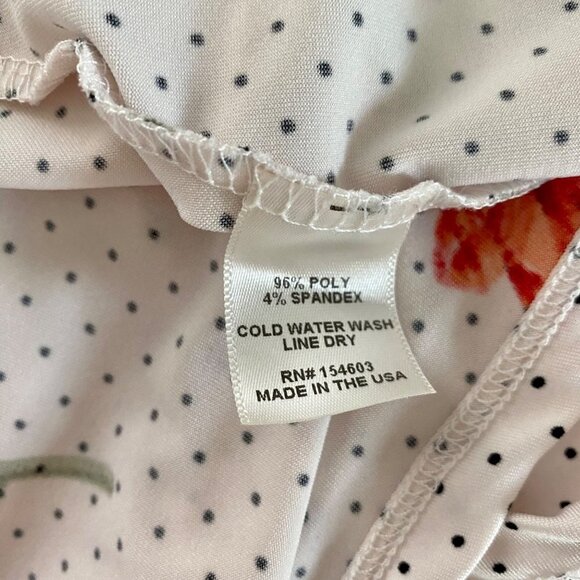 96% POLY
4% SPANDEX
COLD WATER WASH
LINE DRY
RN# 154603
MADE IN THE USA